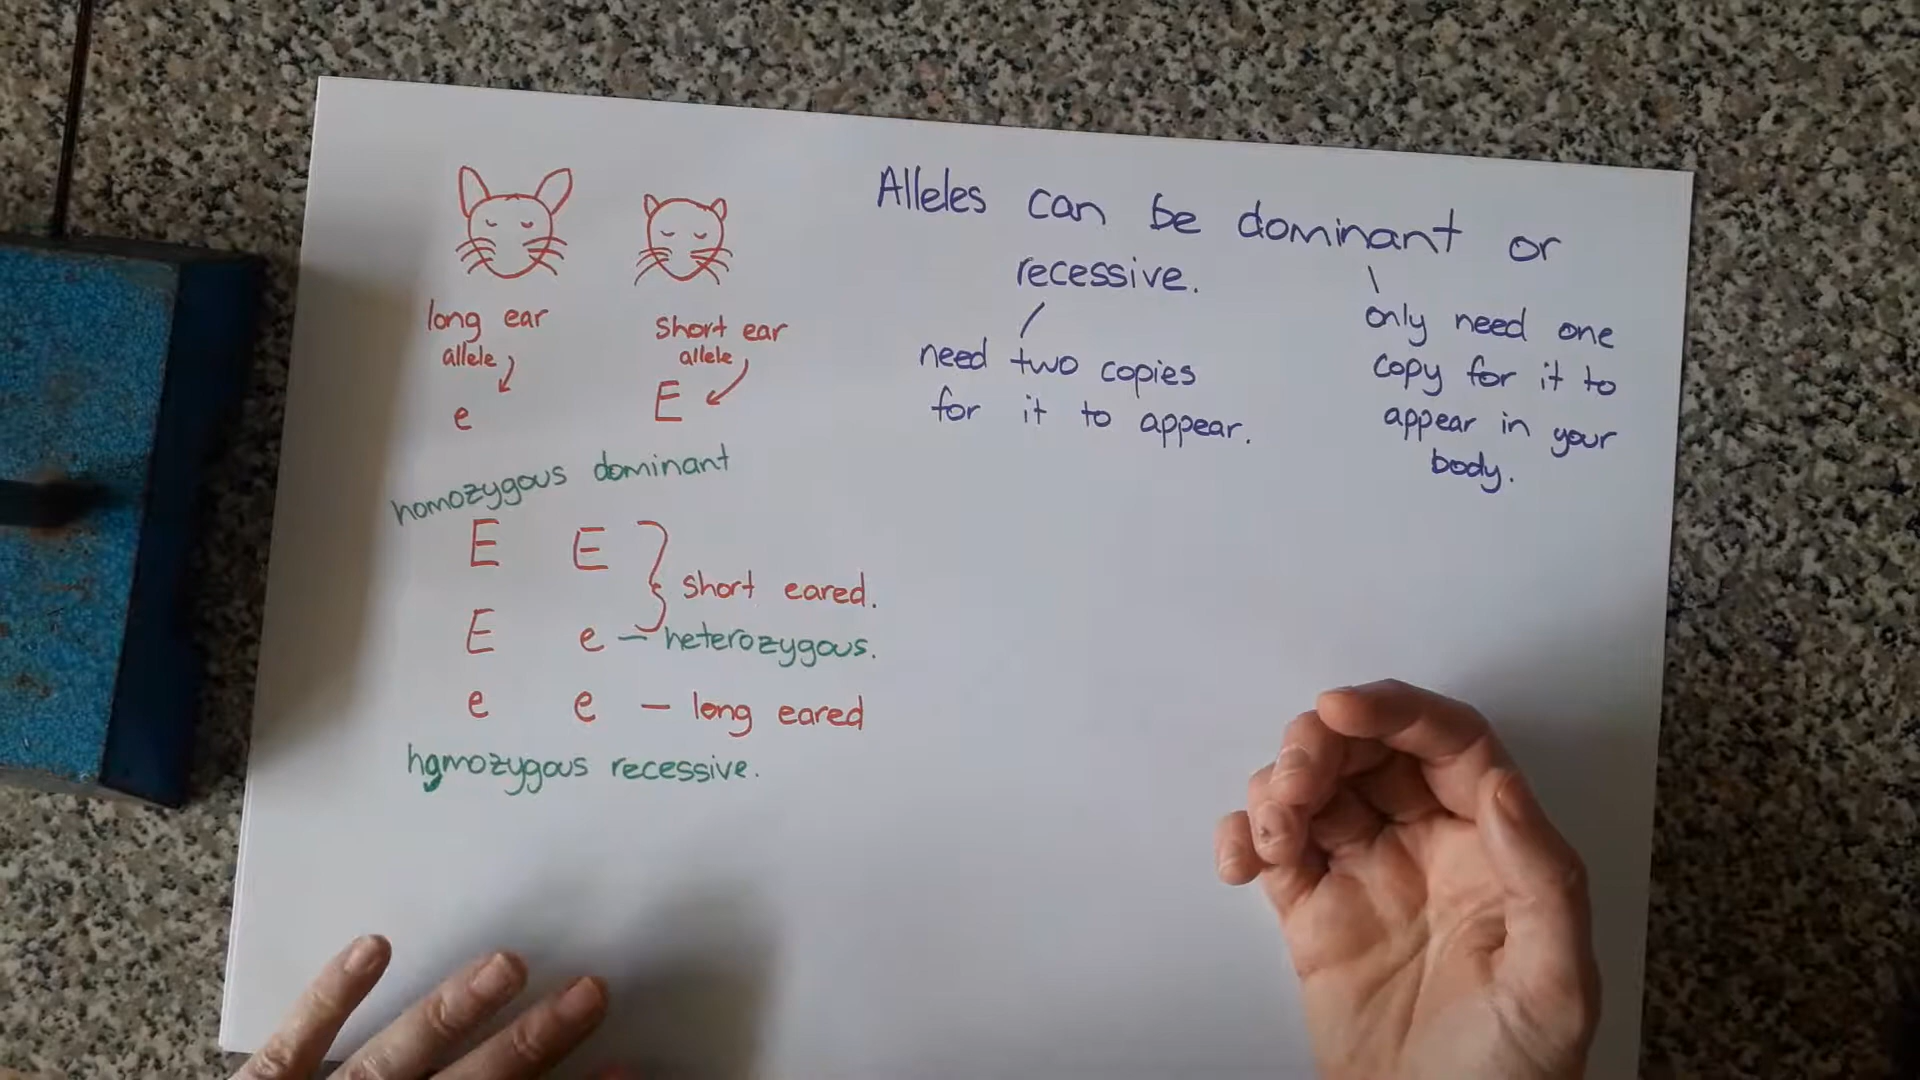 Alleles can be dominant or
recessive.
need two copies
for it to appear.
only need one
copy for it to
appear in your
body.
long ear
allele
e
short ear
allele
E
homozygous dominant
E E
short eared.
E e — heterozygous.
e e — long eared
homozygous recessive.